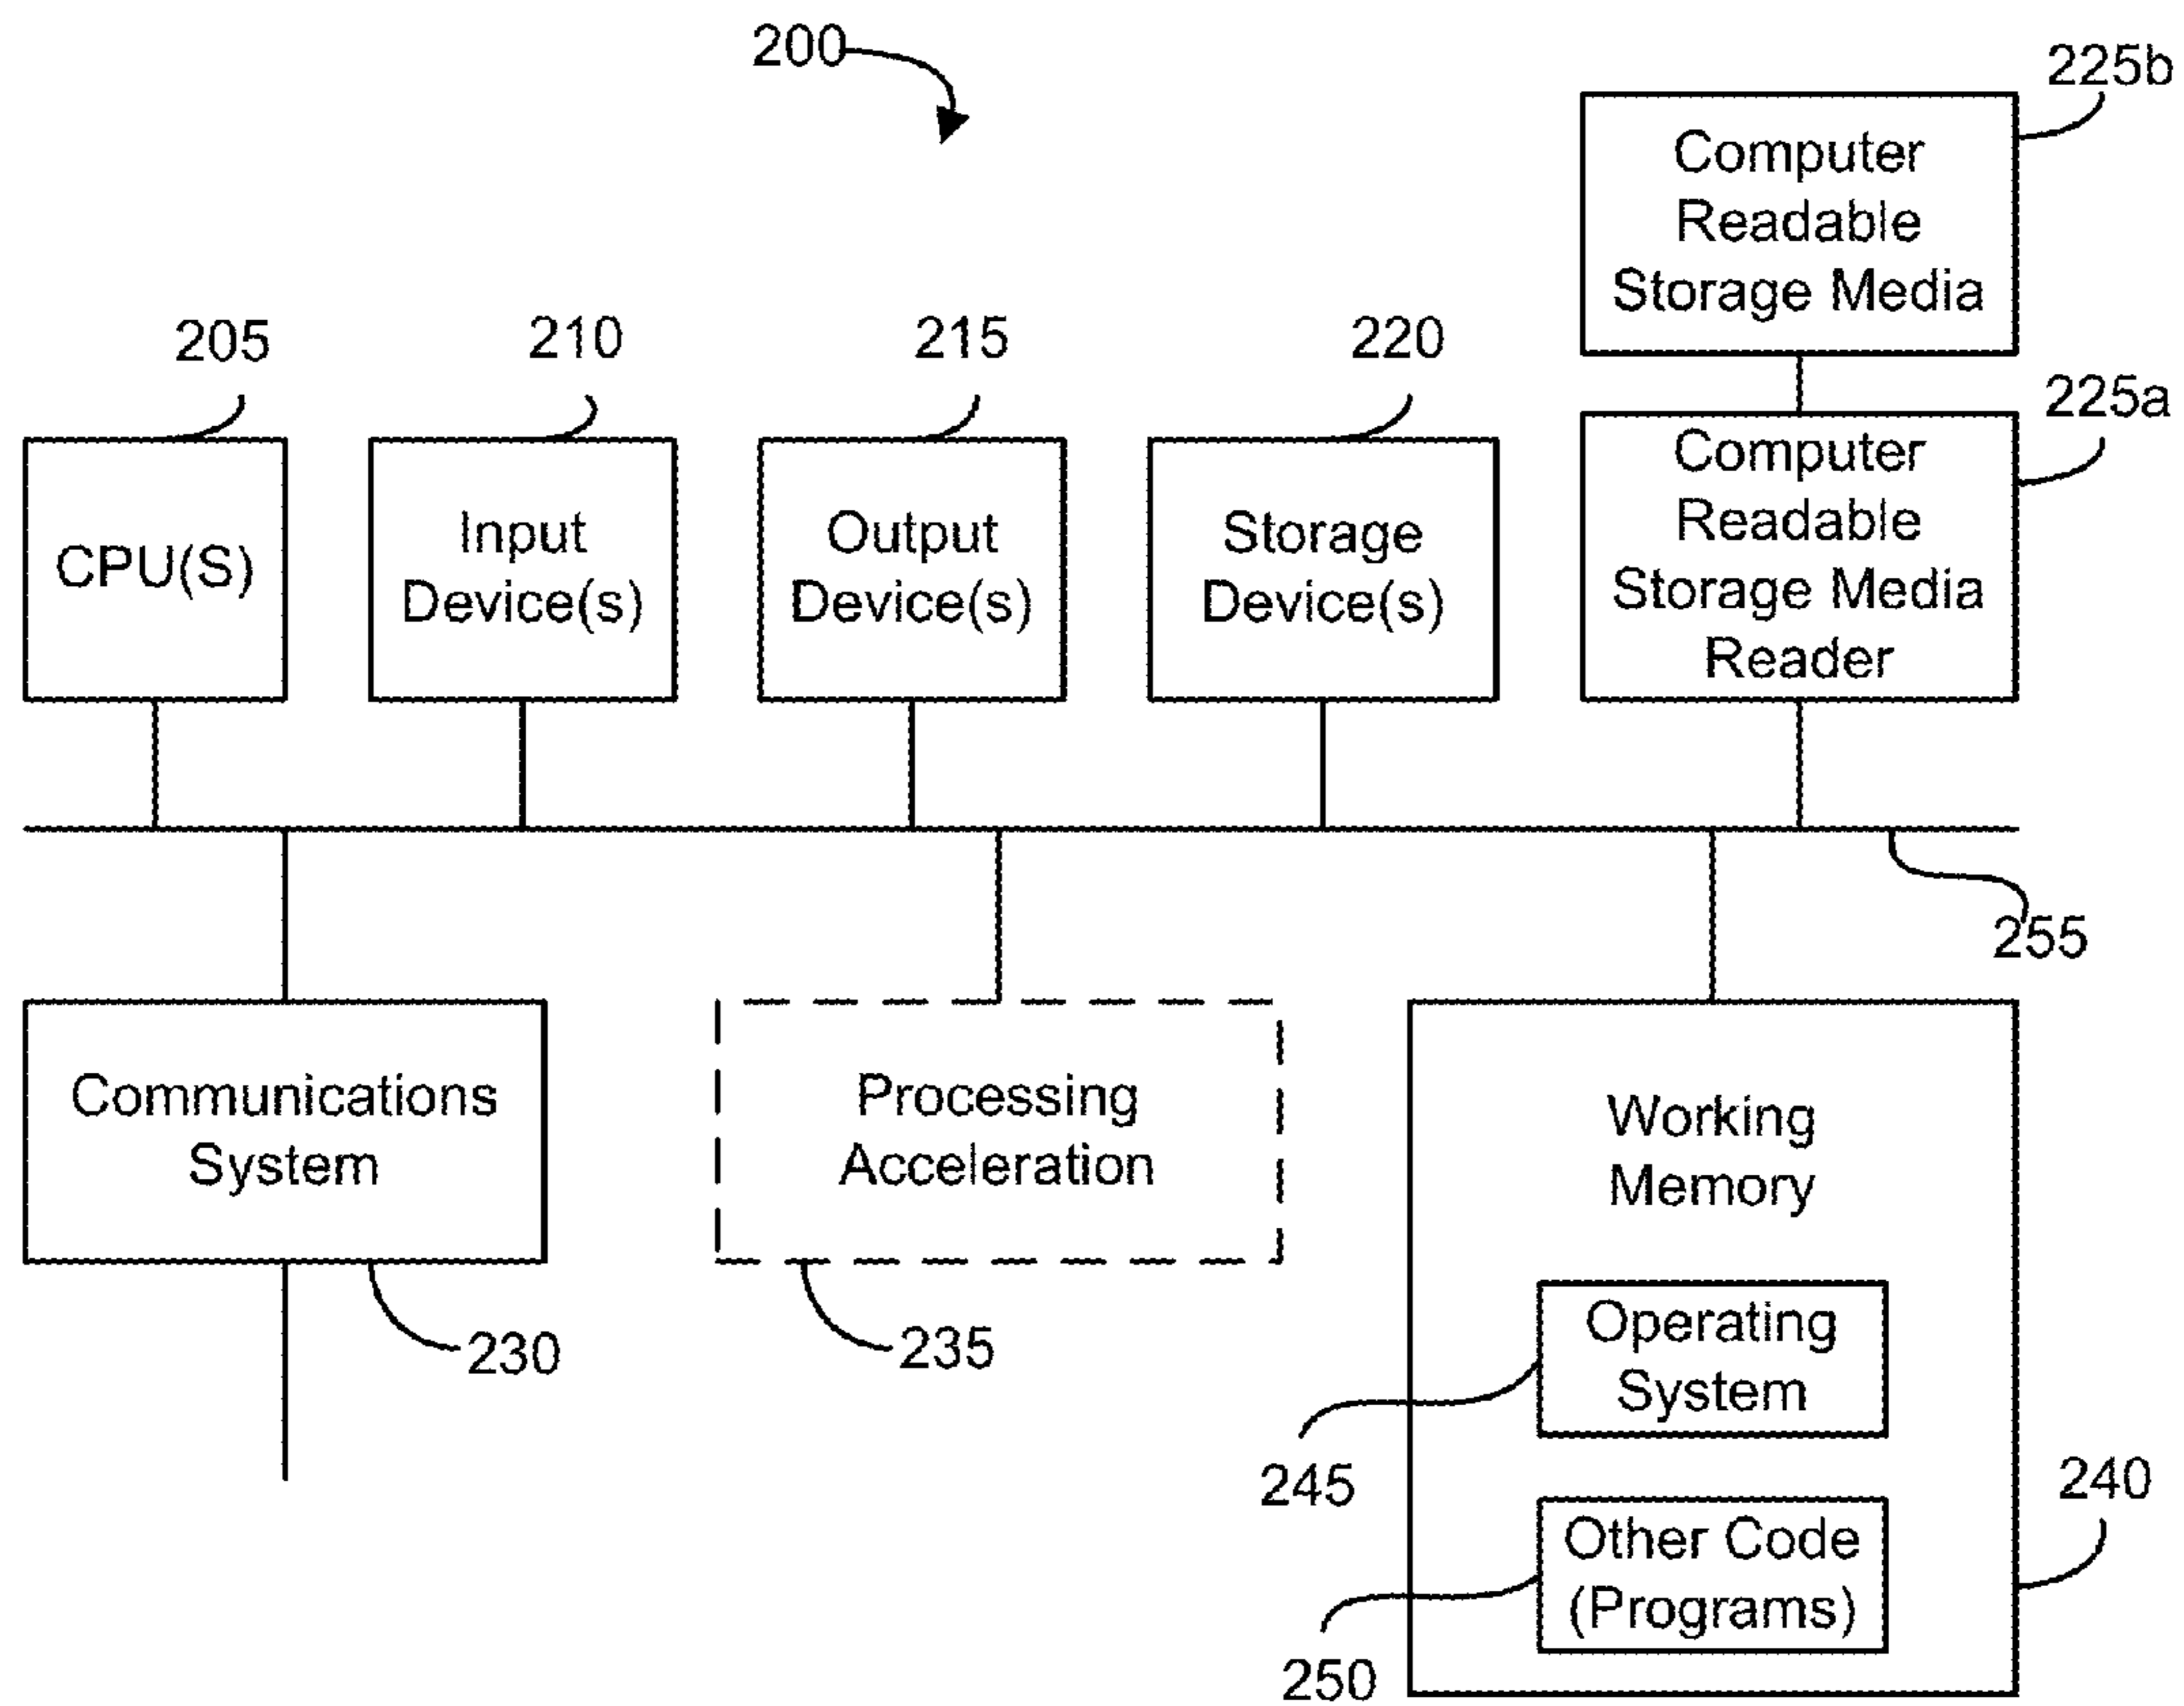 200
225b
Computer
Readable
Storage Media
205
210
215
220
225a
CPU(S)
Input
Device(s)
Output
Device(s)
Storage
Device(s)
Computer
Readable
Storage Media
Reader
255
Communications
System
Processing
Acceleration
Working
Memory
230
235
Operating
System
245
240
Other Code
(Programs)
250